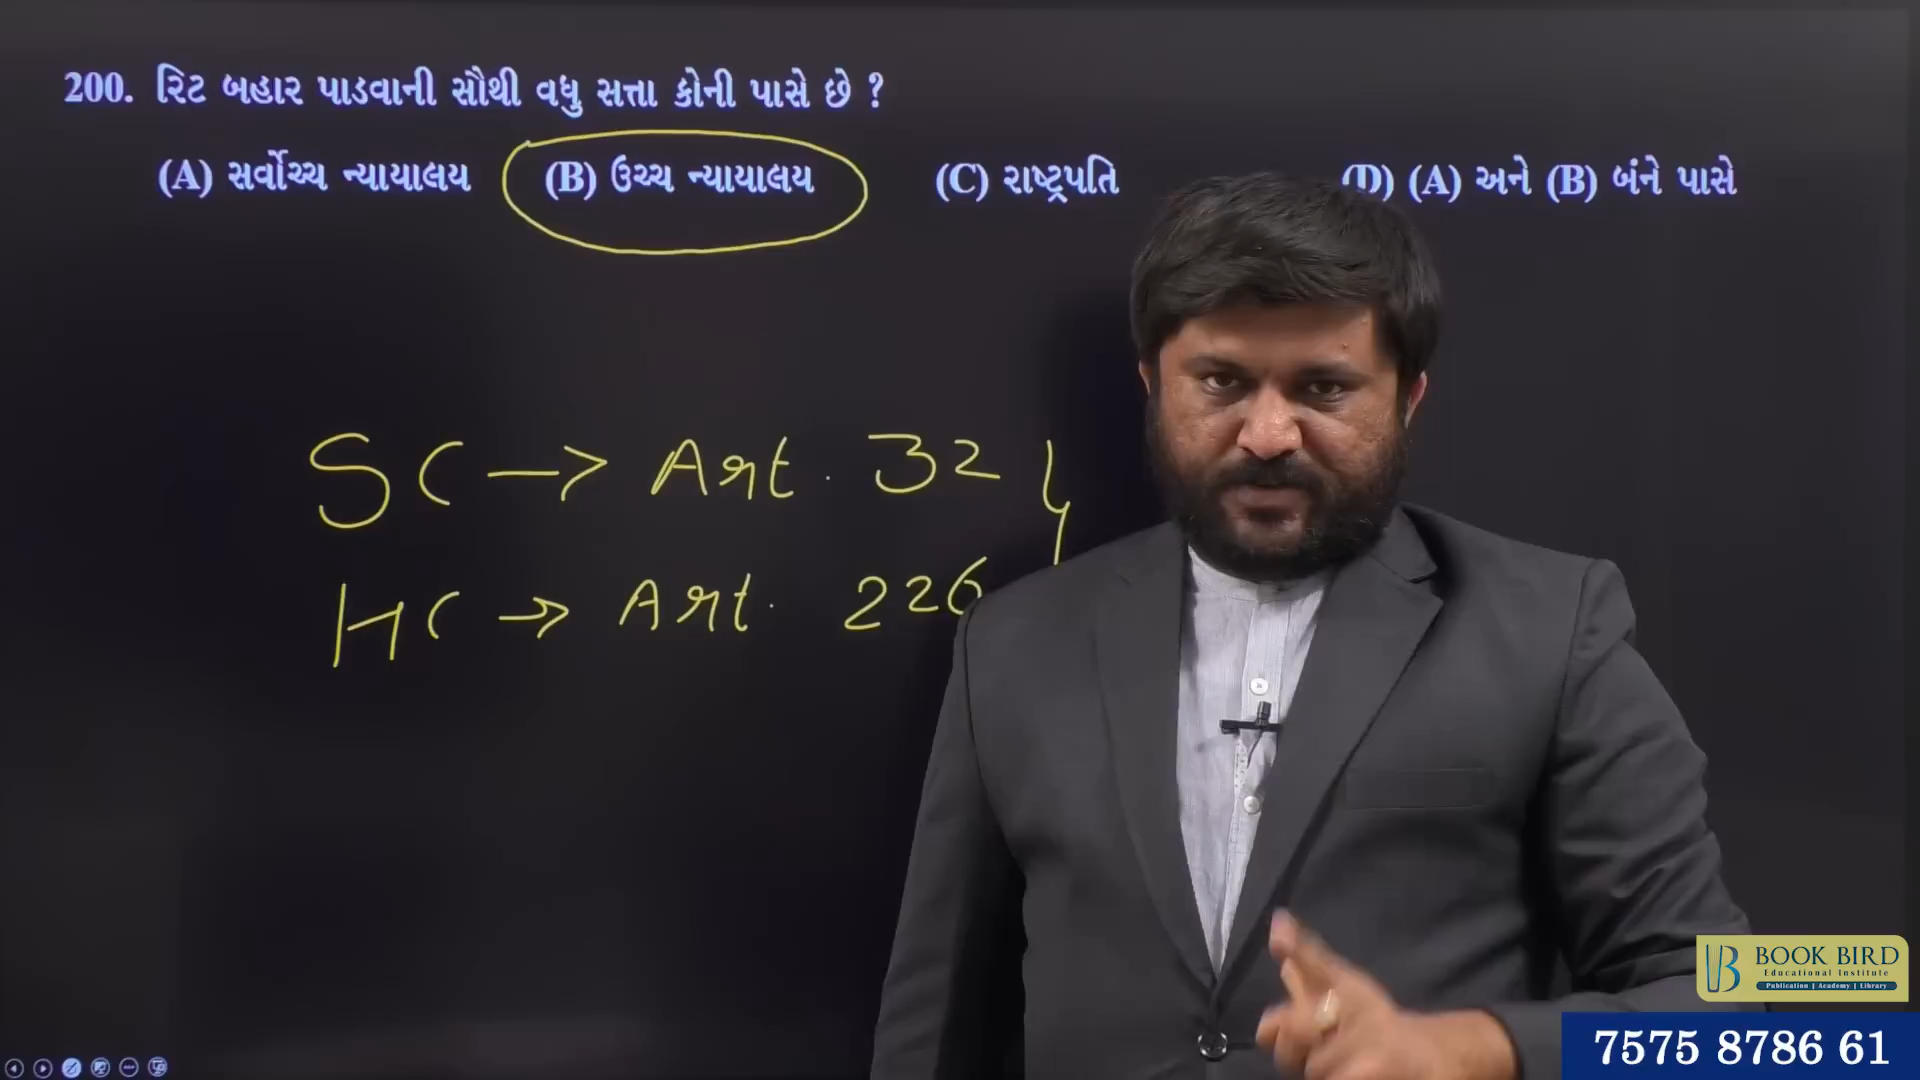 200. રિટ બહાર પાડવાની સૌથી વધુ સત્તા કોની પાસે છે ?
(A) સર્વોચ્ચ ન્યાયાલય (B) ઉચ્ચ ન્યાયાલય (C) રાષ્ટ્રપતિ (D) (A) અને (B) બંને પાસે
SC → Art. 32
HC → Art. 226
BOOK BIRD
Educational Institute
Publication | Academy | Library
7575 8786 61